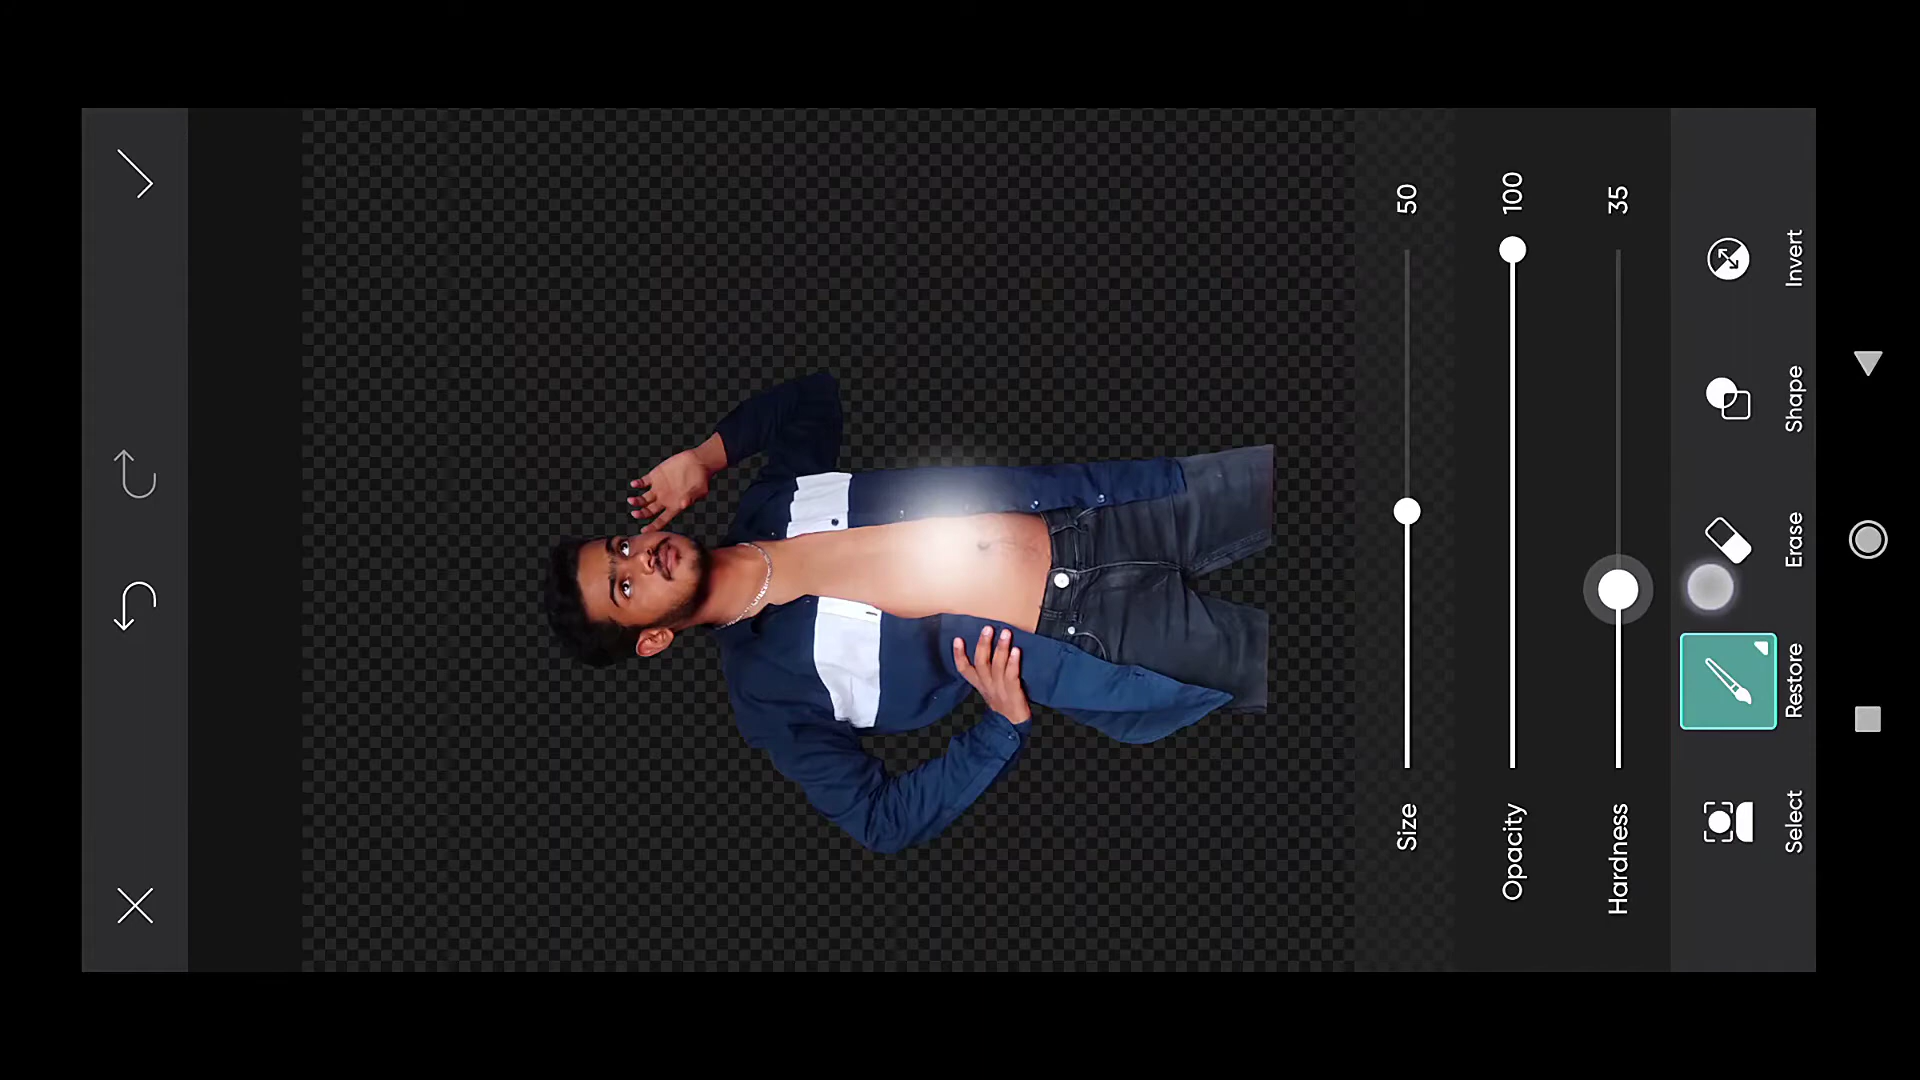 Size 50
Opacity 100
Hardness 35
Select
Restore
Erase
Shape
Invert